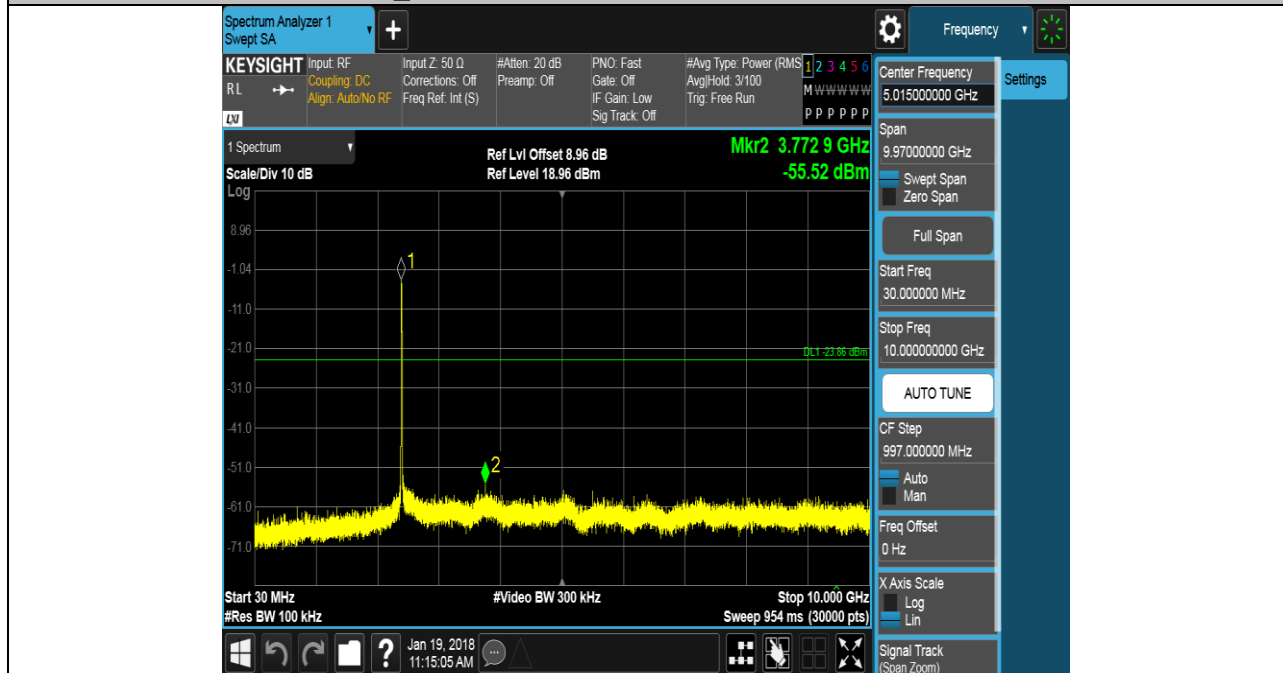 Spectrum Analyzer 1
Swept SA
+
Frequency
KEYSIGHT
RL
LXI
Input: RF
Coupling: DC
Align: Auto/No RF
Input Z: 50 Ω
Corrections: Off
Freq Ref: Int (S)
#Atten: 20 dB
Preamp: Off
PNO: Fast
Gate: Off
IF Gain: Low
Sig Track: Off
#Avg Type: Power (RMS
Avg|Hold: 3/100
Trig: Free Run
1 2 3 4 5 6
M W W W W W
P P P P P P
1 Spectrum
Scale/Div 10 dB
Log
Ref Lvl Offset 8.96 dB
Ref Level 18.96 dBm
Mkr2 3.772 9 GHz
-55.52 dBm
8.96
-1.04
-11.0
-21.0
-31.0
-41.0
-51.0
-61.0
-71.0
1
2
DL1 -23.86 dBm
Start 30 MHz
#Res BW 100 kHz
#Video BW 300 kHz
Stop 10.000 GHz
Sweep 954 ms (30000 pts)
Center Frequency
5.015000000 GHz
Span
9.97000000 GHz
Swept Span
Zero Span
Full Span
Start Freq
30.000000 MHz
Stop Freq
10.000000000 GHz
AUTO TUNE
CF Step
997.000000 MHz
Auto
Man
Freq Offset
0 Hz
X Axis Scale
Log
Lin
Signal Track
(Span Zoom)
Settings
?
Jan 19, 2018
11:15:05 AM